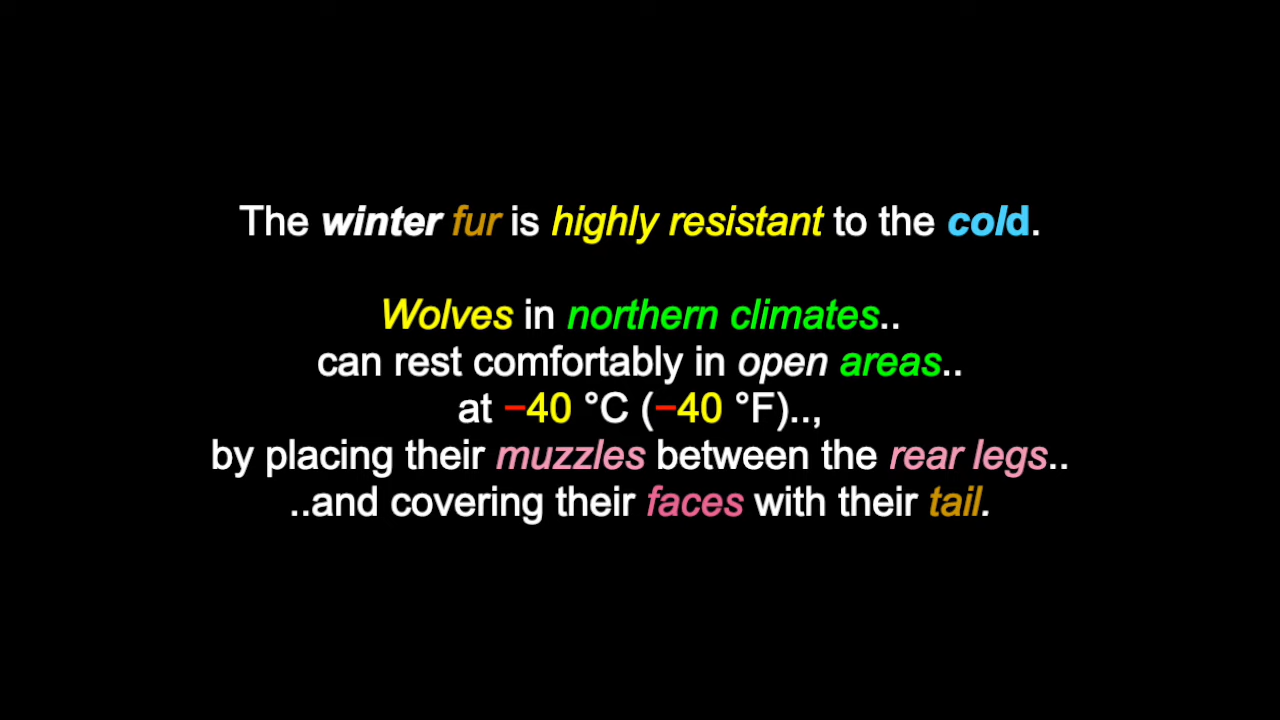 The winter fur is highly resistant to the cold.
Wolves in northern climates..
can rest comfortably in open areas..
at −40 °C (−40 °F)..,
by placing their muzzles between the rear legs..
..and covering their faces with their tail.